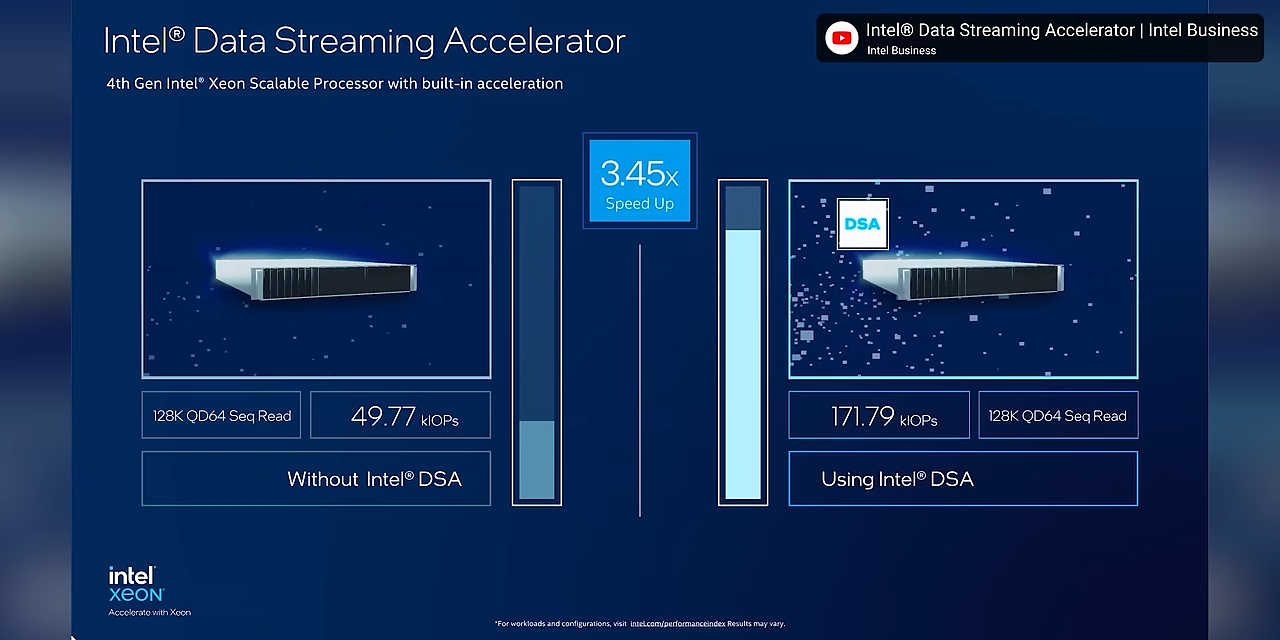 Intel® Data Streaming Accelerator
4th Gen Intel® Xeon Scalable Processor with built-in acceleration
Intel® Data Streaming Accelerator | Intel Business
Intel Business
3.45x
Speed Up
DSA
128K QD64 Seq Read
49.77 kIOPs
171.79 kIOPs
128K QD64 Seq Read
Without Intel® DSA
Using Intel® DSA
intel
xeon
Accelerate with Xeon
*For workloads and configurations, visit intel.com/performanceindex Results may vary.